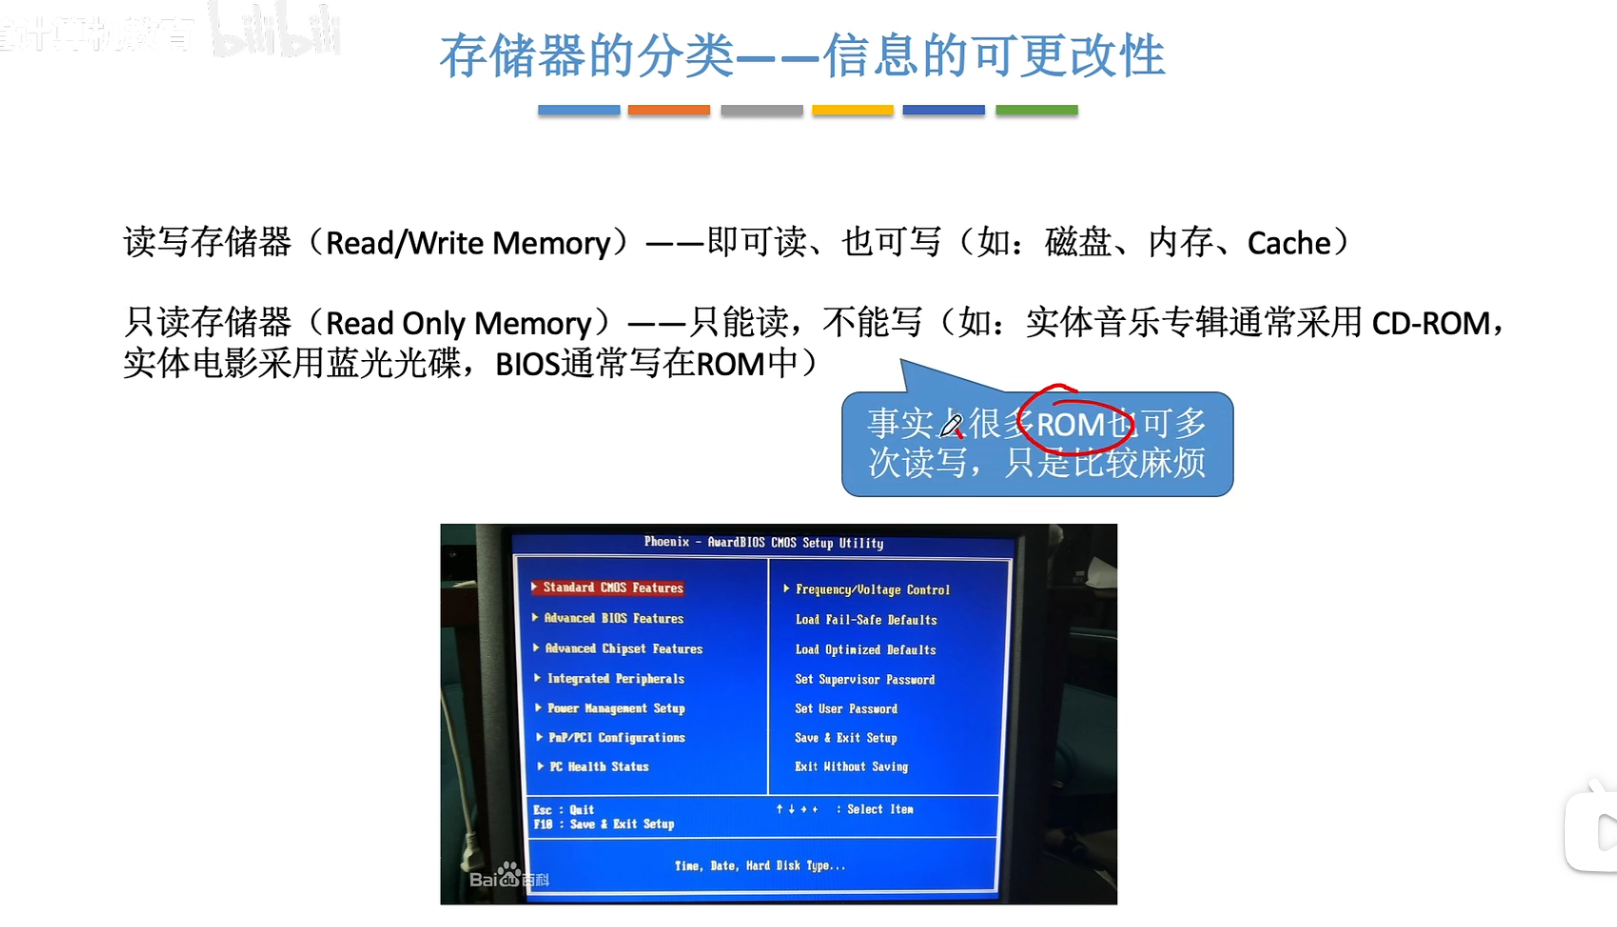 计算机教育 bilibili
存储器的分类——信息的可更改性
读写存储器（Read/Write Memory）——即可读、也可写（如：磁盘、内存、Cache）
只读存储器（Read Only Memory）——只能读，不能写（如：实体音乐专辑通常采用 CD-ROM，
实体电影采用蓝光光碟，BIOS通常写在ROM中）
事实上很多ROM也可多
次读写，只是比较麻烦
Phoenix - AwardBIOS CMOS Setup Utility
Standard CMOS Features
Advanced BIOS Features
Advanced Chipset Features
Integrated Peripherals
Power Management Setup
PnP/PCI Configurations
PC Health Status
Frequency/Voltage Control
Load Fail-Safe Defaults
Load Optimized Defaults
Set Supervisor Password
Set User Password
Save & Exit Setup
Exit Without Saving
Esc : Quit
F10 : Save & Exit Setup
↑ ↓ → ← : Select Item
Time, Date, Hard Disk Type...
Baidu百科